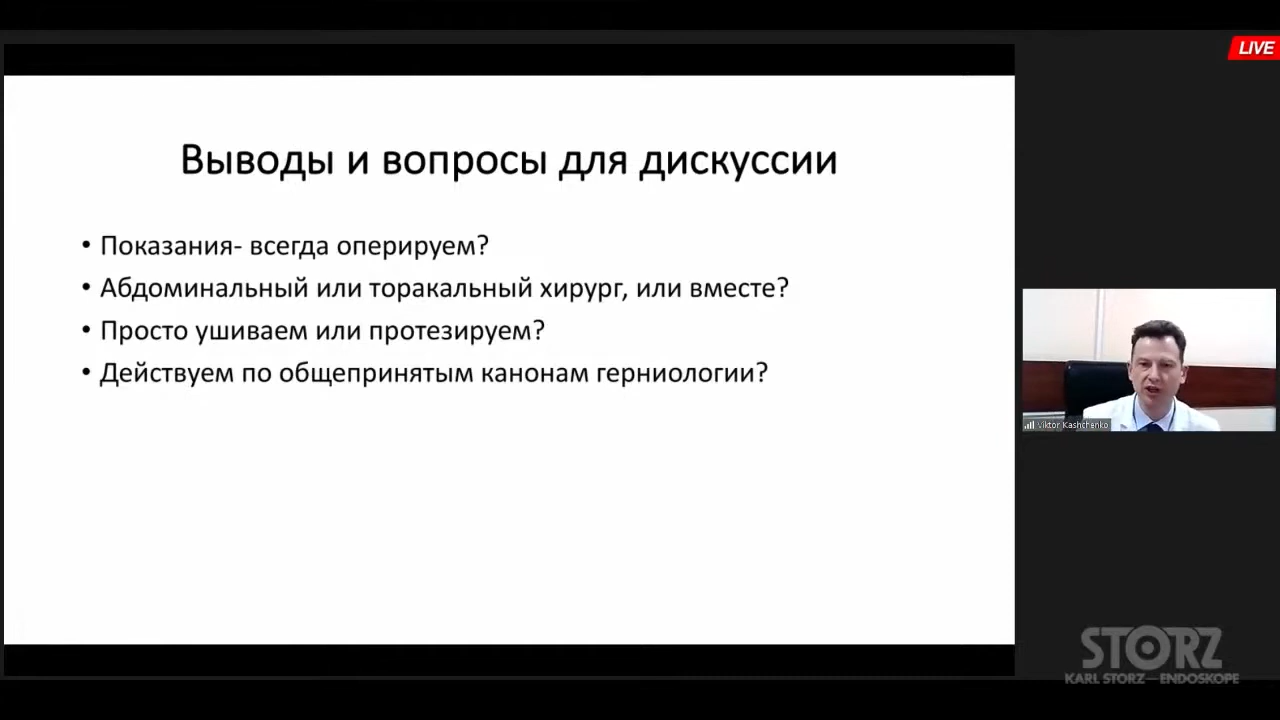 LIVE
Выводы и вопросы для дискуссии
• Показания- всегда оперируем?
• Абдоминальный или торакальный хирург, или вместе?
• Просто ушиваем или протезируем?
• Действуем по общепринятым канонам герниологии?
Viktor Kashchenko
STORZ
KARL STORZ—ENDOSKOPE